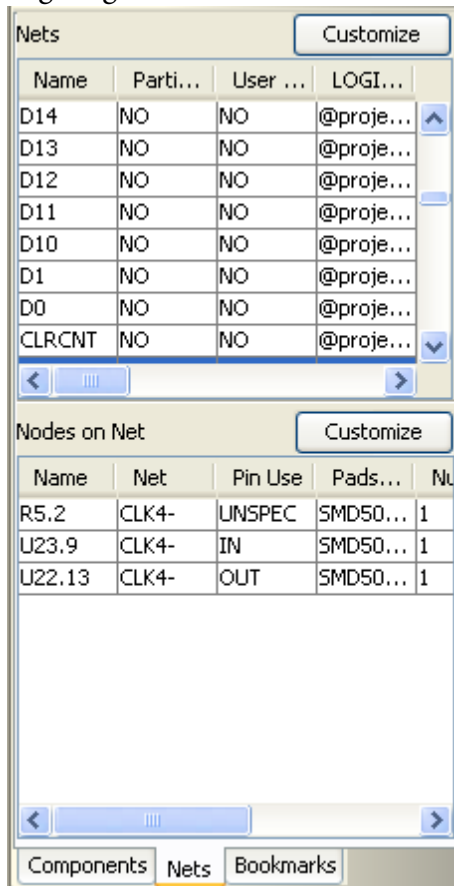 Nets Customize
Name Parti... User ... LOGI...
D14 NO NO @proje...
D13 NO NO @proje...
D12 NO NO @proje...
D11 NO NO @proje...
D10 NO NO @proje...
D1 NO NO @proje...
D0 NO NO @proje...
CLRCNT NO NO @proje...
Nodes on Net Customize
Name Net Pin Use Pads... Nu
R5.2 CLK4- UNSPEC SMD50... 1
U23.9 CLK4- IN SMD50... 1
U22.13 CLK4- OUT SMD50... 1
Components Nets Bookmarks